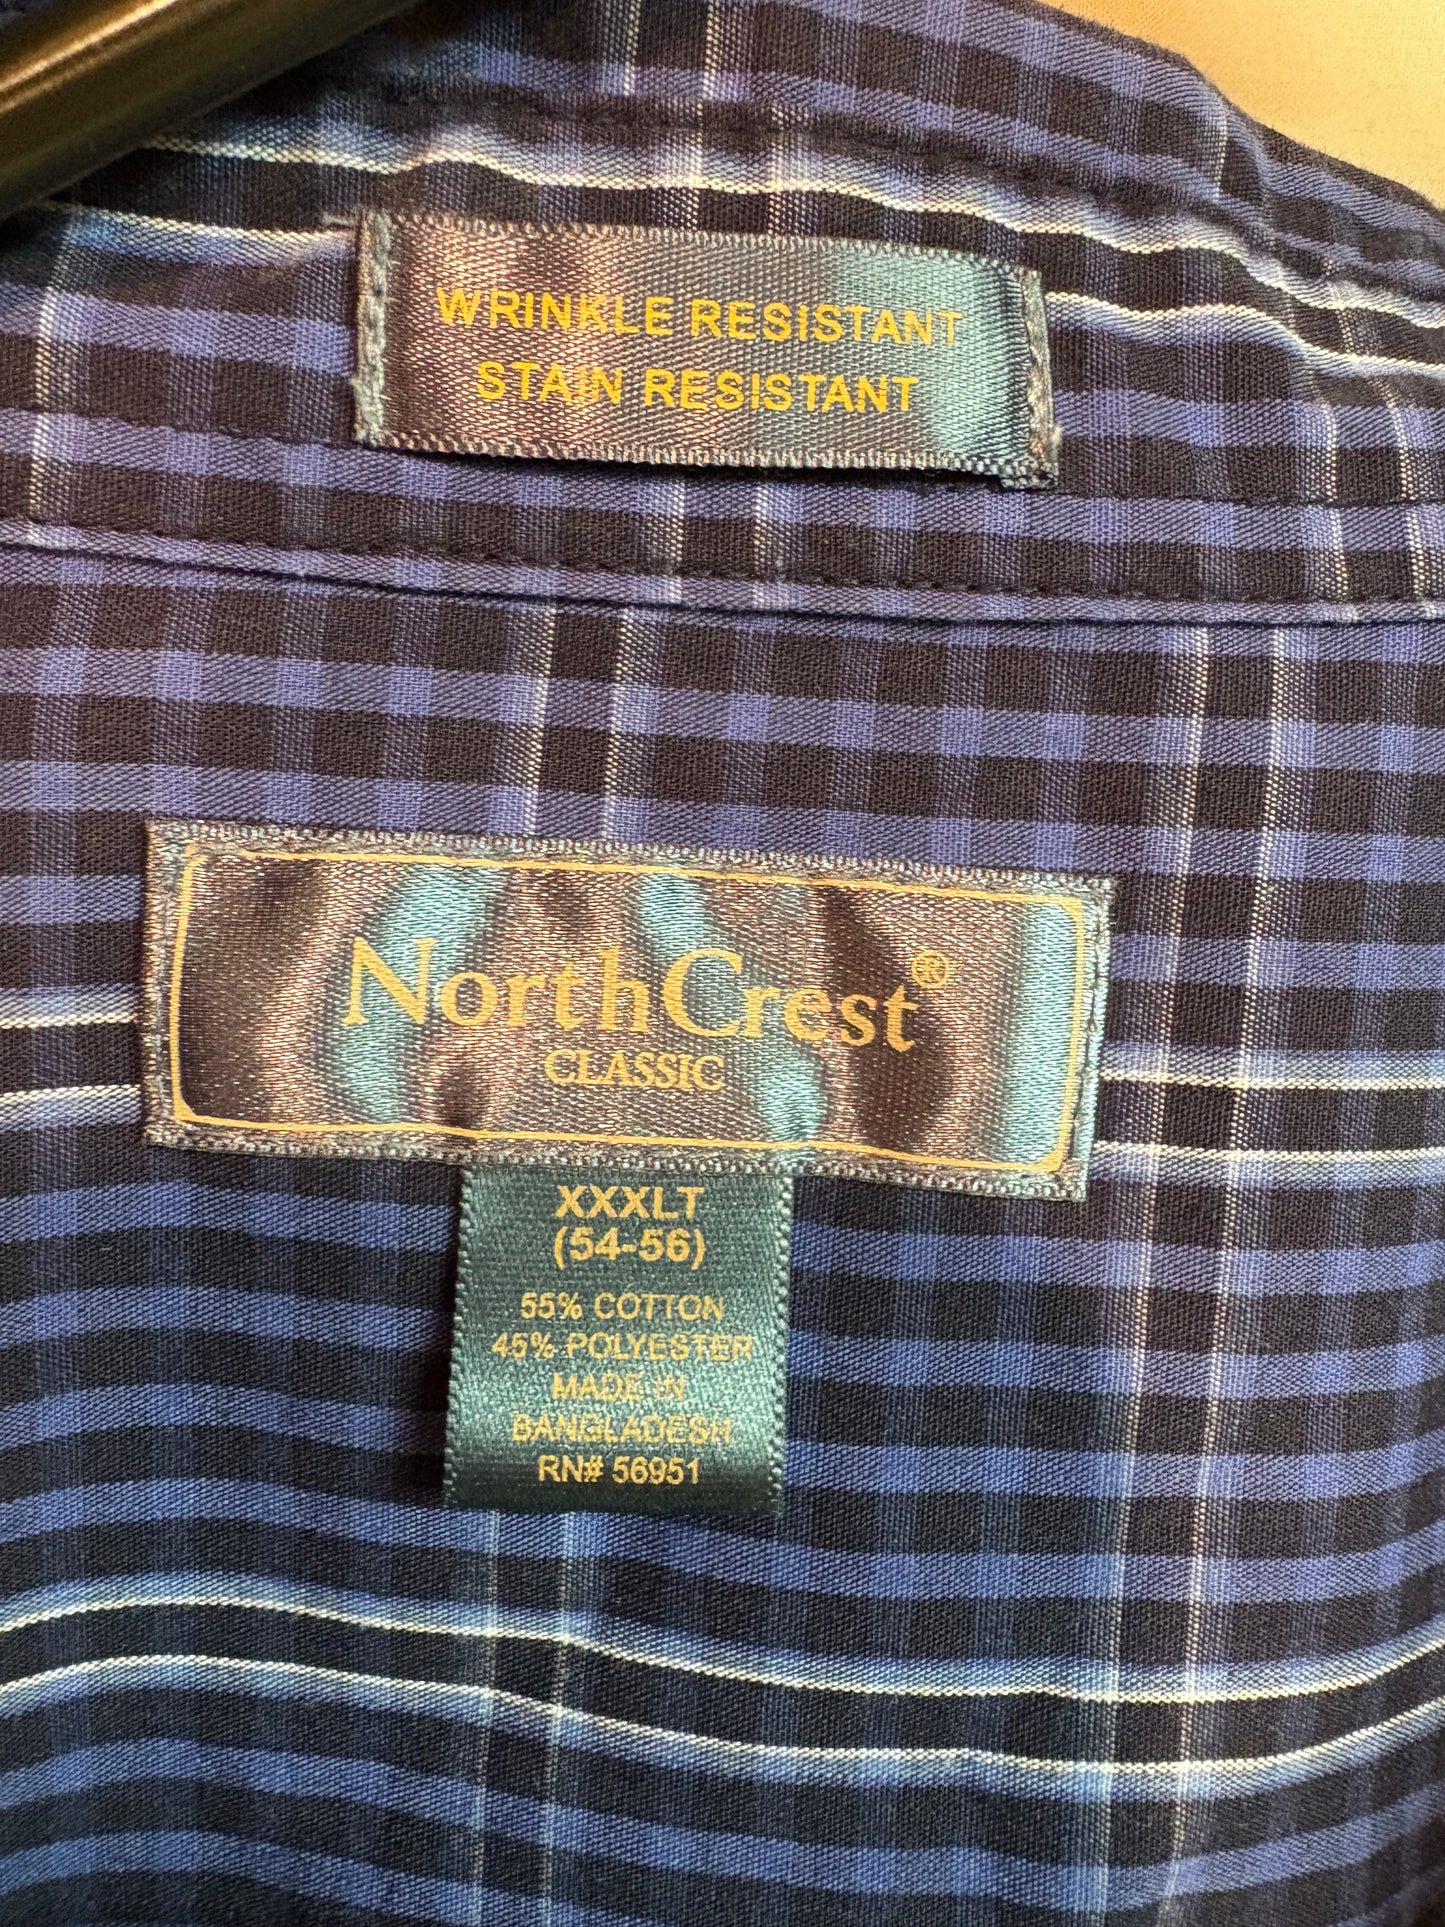 WRINKLE RESISTANT
STAIN RESISTANT
NorthCrest®
CLASSIC
XXXLT
(54-56)
55% COTTON
45% POLYESTER
MADE IN
BANGLADESH
RN# 56951